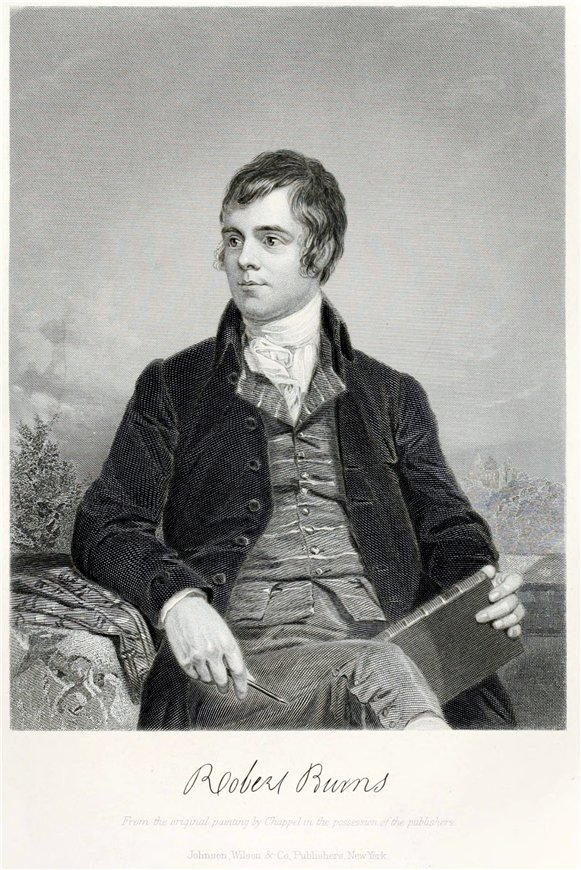 Robert Burns
From the original painting by Chappel in the possession of the publishers.
Johnson, Wilson & Co., Publishers, New York.